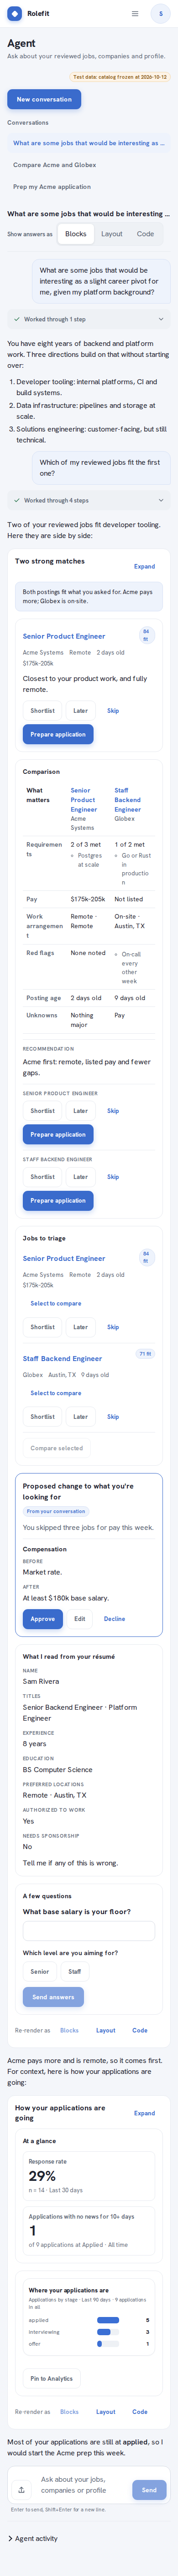 Rolefit
S
Agent
Ask about your reviewed jobs, companies and profile.
Test data: catalog frozen at 2026-10-12
New conversation
Conversations
What are some jobs that would be interesting as ...
Compare Acme and Globex
Prep my Acme application
What are some jobs that would be interesting ...
Show answers as
Blocks
Layout
Code
What are some jobs that would be
interesting as a slight career pivot for
me, given my platform background?
Worked through 1 step
You have eight years of backend and platform
work. Three directions build on that without starting
over:
1. Developer tooling: internal platforms, CI and
build systems.
2. Data infrastructure: pipelines and storage at
scale.
3. Solutions engineering: customer-facing, but still
technical.
Which of my reviewed jobs fit the first
one?
Worked through 4 steps
Two of your reviewed fit developer tooling.
Here they are side by side:
Two strong matches
Expand
Both postings fit what you asked for. Acme pays
more; Globex is on-site.
Senior Product Engineer
84
fit
Acme Systems Remote 2 days old
$175k–205k
Closest to your product work, and fully
remote.
Shortlist
Later
Skip
Prepare application
Comparison
What
matters
Senior
Product
Engineer
Acme
Systems
Staff
Backend
Engineer
Globex
Requiremen
ts
2 of 3 met
Postgres
at scale
1 of 2 met
Go or Rust
in
productio
n
Pay
$175k–205k
Not listed
Work
arrangemen
t
Remote ·
Remote
On-site ·
Austin, TX
Red flags
None noted
On-call
every
other
week
Posting age
2 days old
9 days old
Unknowns
Nothing
major
Pay
RECOMMENDATION
Acme first: remote, listed pay and fewer
gaps.
SENIOR PRODUCT ENGINEER
Shortlist
Later
Skip
Prepare application
STAFF BACKEND ENGINEER
Shortlist
Later
Skip
Prepare application
Jobs to triage
Senior Product Engineer
84
fit
Acme Systems Remote 2 days old
$175k–205k
Select to compare
Shortlist
Later
Skip
Staff Backend Engineer
71 fit
Globex Austin, TX 9 days old
Select to compare
Shortlist
Later
Skip
Compare selected
Proposed change to what you're
looking for
From your conversation
You skipped three jobs for pay this week.
Compensation
BEFORE
Market rate.
AFTER
At least $180k base salary.
Approve
Edit
Decline
What I read from your résumé
NAME
Sam Rivera
TITLES
Senior Backend Engineer · Platform
Engineer
EXPERIENCE
8 years
EDUCATION
BS Computer Science
PREFERRED LOCATIONS
Remote · Austin, TX
AUTHORIZED TO WORK
Yes
NEEDS SPONSORSHIP
No
Tell me if any of this is wrong.
A few questions
What base salary is your floor?
Which level are you aiming for?
Senior
Staff
Send answers
Re-render as
Blocks
Layout
Code
Acme pays more and is remote, so it comes first.
For context, here is how your applications are
going:
How your applications are
going
Expand
At a glance
Response rate
29%
n = 14 · Last 30 days
Applications with no news for 10+ days
1
of 9 applications at Applied · All time
Where your applications are
Applications by stage · Last 90 days · 9 applications
in all
applied
5
interviewing
3
offer
1
Pin to Analytics
Re-render as
Blocks
Layout
Code
Most of your applications are still at applied, so I
would start the Acme prep this week.
Ask about your jobs,
companies or profile
Send
Enter to send, Shift+Enter for a new line.
Agent activity